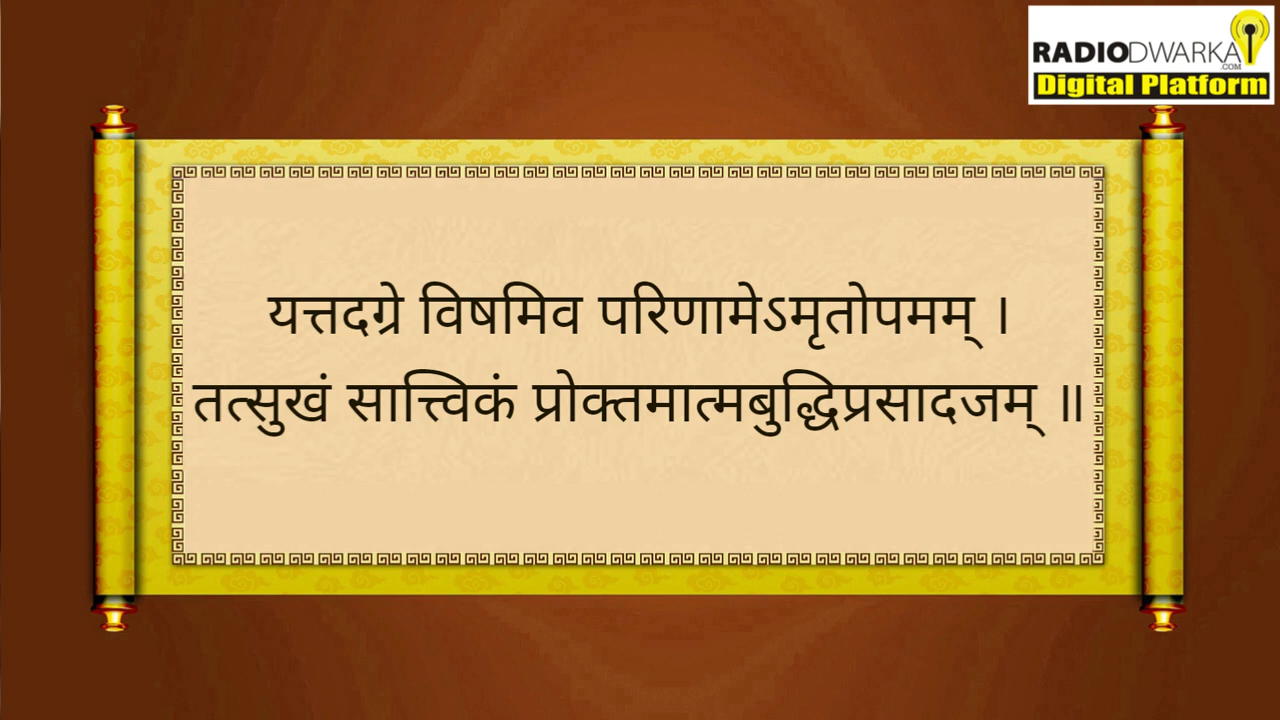 RADIODWARKA
.COM
Digital Platform
यत्तदग्रे विषमिव परिणामेऽमृतोपमम् ।
तत्सुखं सात्त्विकं प्रोक्तमात्मबुद्धिप्रसादजम् ॥